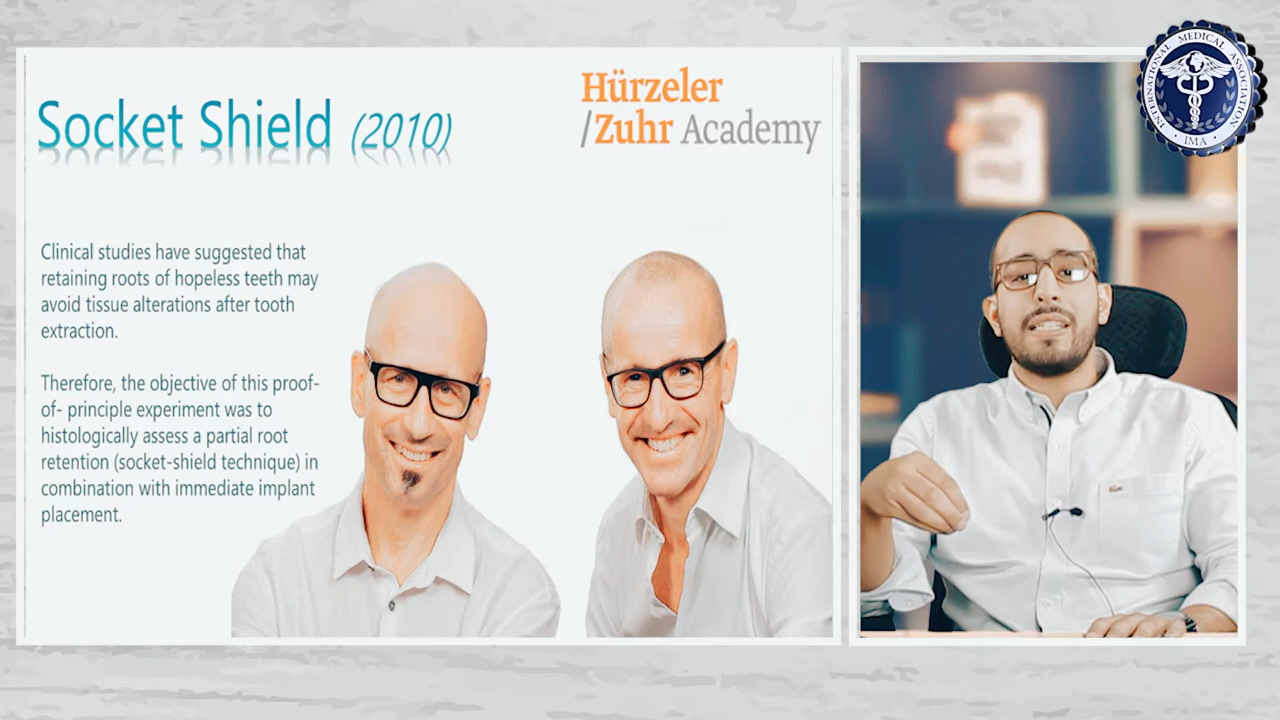 Socket Shield (2010)
Hürzeler
/Zuhr Academy
Clinical studies have suggested that
retaining roots of hopeless teeth may
avoid tissue alterations after tooth
extraction.
Therefore, the objective of this proof-
of- principle experiment was to
histologically assess a partial root
retention (socket-shield technique) in
combination with immediate implant
placement.
INTERNATIONAL MEDICAL ASSOCIATION
· IMA ·